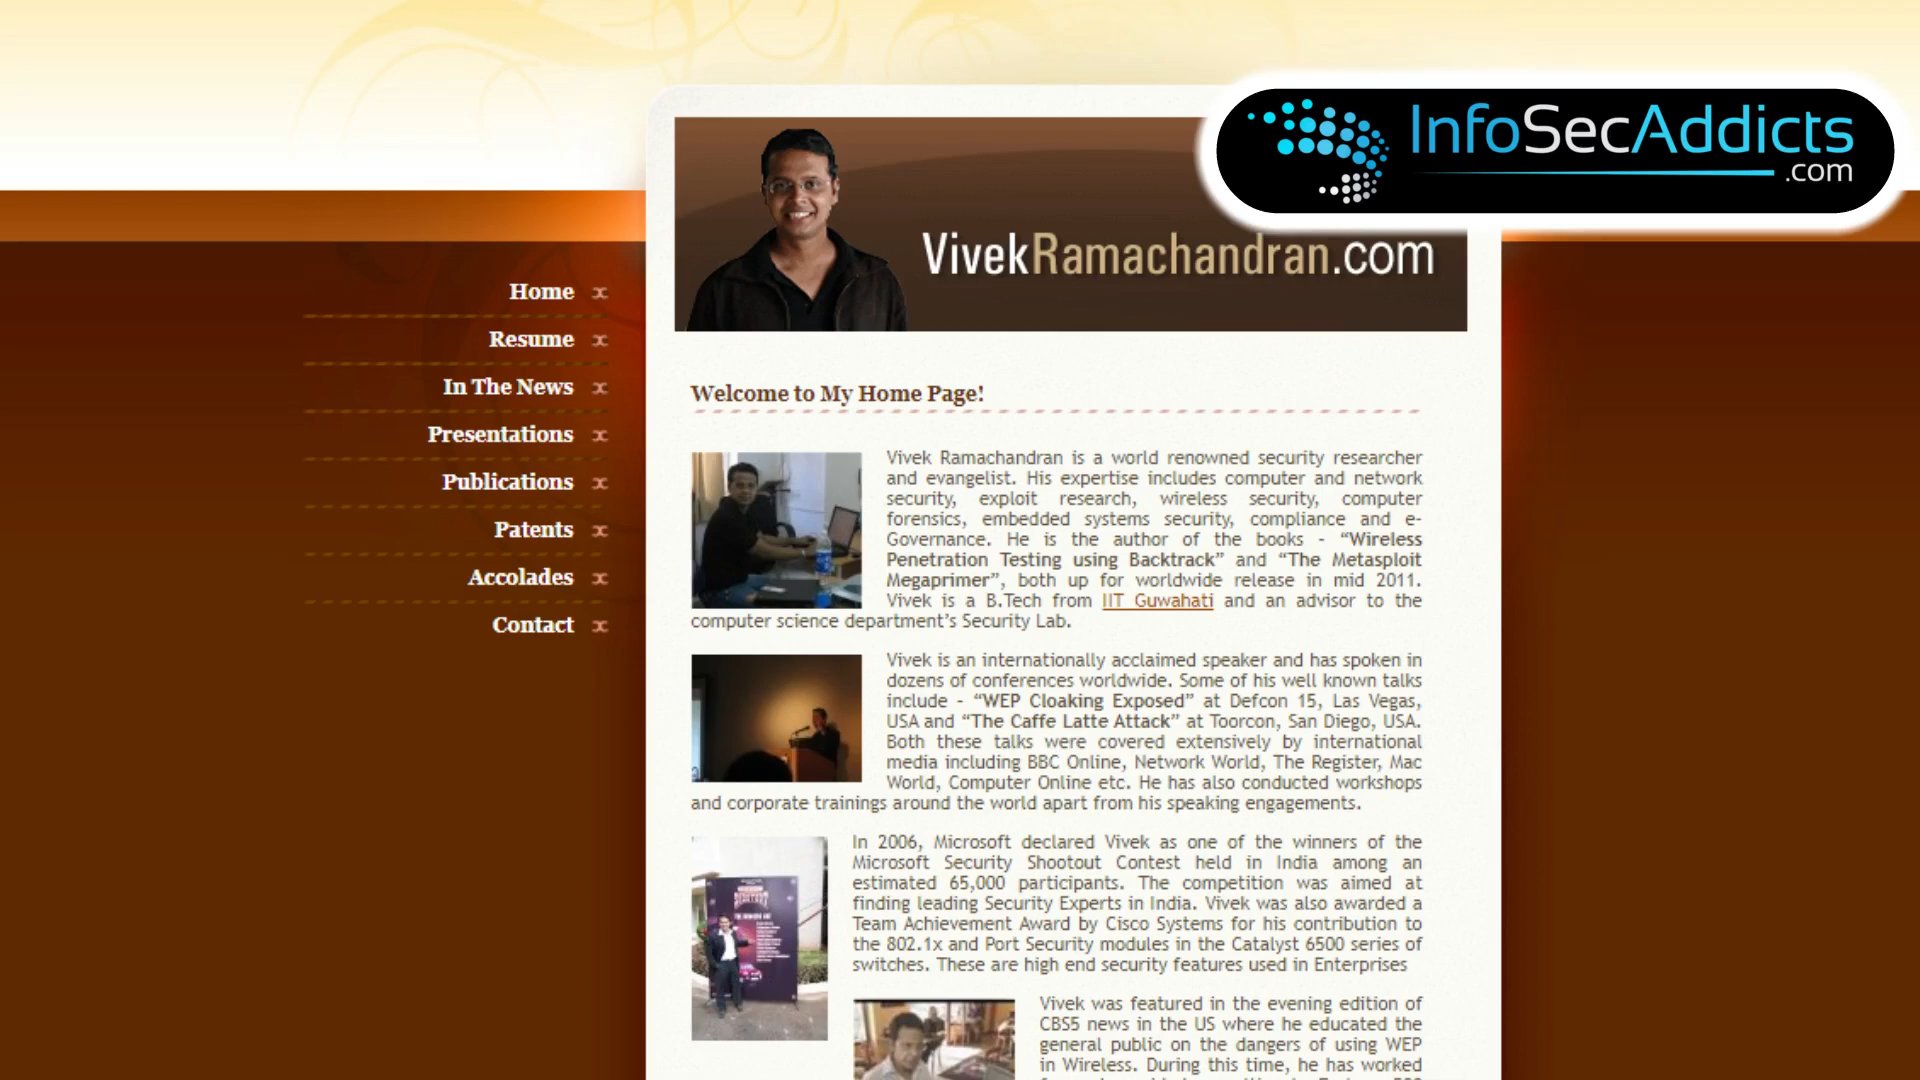 InfoSecAddicts
.com
VivekRamachandran.com
Home
Resume
In The News
Presentations
Publications
Patents
Accolades
Contact
Welcome to My Home Page!
Vivek Ramachandran is a world renowned security researcher
and evangelist. His expertise includes computer and network
security, exploit research, wireless security, computer
forensics, embedded systems security, compliance and e-
Governance. He is the author of the books - “Wireless
Penetration Testing using Backtrack” and “The Metasploit
Megaprimer”, both up for worldwide release in mid 2011.
Vivek is a B.Tech from IIT Guwahati and an advisor to the
computer science department’s Security Lab.
Vivek is an internationally acclaimed speaker and has spoken in
dozens of conferences worldwide. Some of his well known talks
include - “WEP Cloaking Exposed” at Defcon 15, Las Vegas,
USA and “The Caffe Latte Attack” at Toorcon, San Diego, USA.
Both these talks were covered extensively by international
media including BBC Online, Network World, The Register, Mac
World, Computer Online etc. He has also conducted workshops
and corporate trainings around the world apart from his speaking engagements.
In 2006, Microsoft declared Vivek as one of the winners of the
Microsoft Security Shootout Contest held in India among an
estimated 65,000 participants. The competition was aimed at
finding leading Security Experts in India. Vivek was also awarded a
Team Achievement Award by Cisco Systems for his contribution to
the 802.1x and Port Security modules in the Catalyst 6500 series of
switches. These are high end security features used in Enterprises
Vivek was featured in the evening edition of
CBS5 news in the US where he educated the
general public on the dangers of using WEP
in Wireless. During this time, he has worked